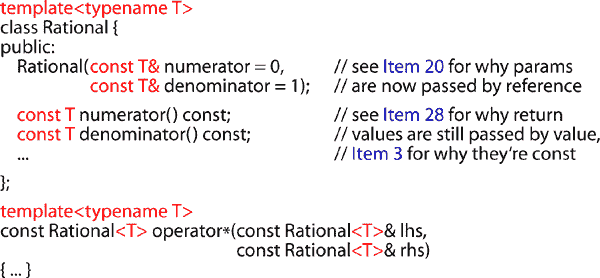 template<typename T>
class Rational {
public:
Rational(const T& numerator = 0, // see Item 20 for why params
const T& denominator = 1); // are now passed by reference
const T numerator() const; // see Item 28 for why return
const T denominator() const; // values are still passed by value,
... // Item 3 for why they're const
};
template<typename T>
const Rational<T> operator*(const Rational<T>& lhs,
const Rational<T>& rhs)
{ ... }